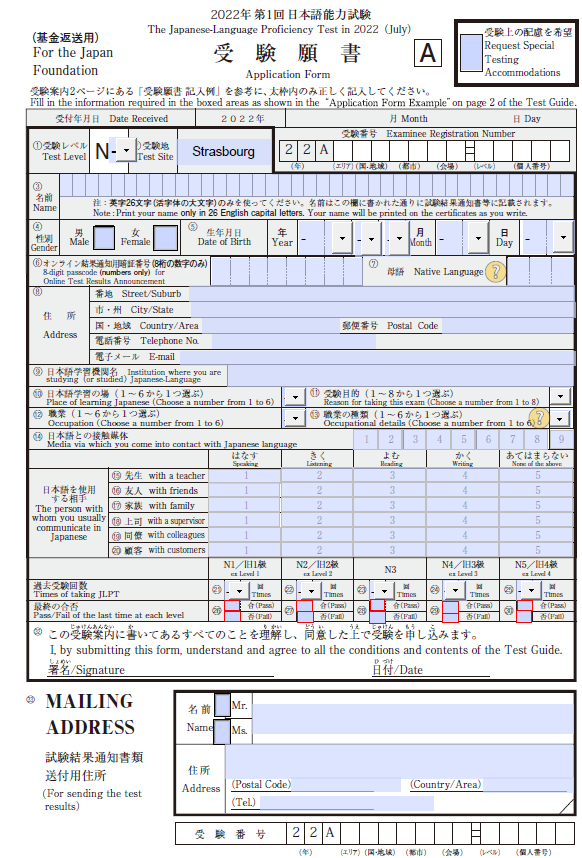 2022年 第1回 日本語能力試験
The Japanese-Language Proficiency Test in 2022 (July)
(基金返送用)
For the Japan
Foundation
受 験 願 書
Application Form
A
受験上の配慮を希望
Request Special
Testing
Accommodations
受験案内2ページにある「受験願書 記入例」を参考に、太枠内のみ正しく記入してください。
Fill in the information required in the boxed areas as shown in the “Application Form Example” on page 2 of the Test Guide.
受付年月日 Date Received 2022年 月 Month 日 Day
①受験レベル
Test Level
N-
②受験地
Test Site
Strasbourg
受験番号 Examinee Registration Number
2 2 A
(年) (エリア) (国・地域) (都市) (会場) (レベル) (個人番号)
③
名前
Name
注：英字26文字(活字体の大文字)のみを使ってください。名前はこの欄に書かれた通りに試験結果通知書等に記載されます。
Note : Print your name only in 26 English capital letters. Your name will be printed on the certificates as you write.
④
性別
Gender
男
Male
女
Female
⑤ 生年月日
Date of Birth
年
Year
- - -
月
Month
-
日
Day
-
⑥オンライン結果通知用暗証番号(8桁の数字のみ)
8-digit passcode (numbers only) for
Online Test Results Announcement
⑦ 母語 Native Language ?
⑧
住 所
Address
番地 Street/Suburb
市・州 City/State
国・地域 Country/Area
郵便番号 Postal Code
電話番号 Telephone No.
電子メール E-mail
⑨ 日本語学習機関名 Institution where you are
studying (or studied) Japanese-Language
⑩ 日本語学習の場(1～6から1つ選ぶ)
Place of learning Japanese (Choose a number from 1 to 6)
⑪ 受験目的(1～8から1つ選ぶ)
Reason for taking this exam (Choose a number from 1 to 8)
⑫ 職業(1～6から1つ選ぶ)
Occupation (Choose a number from 1 to 6)
⑬ 職業の種類(1～6から1つ選ぶ)
Occupational details (Choose a number from 1 to 6) ?
⑭ 日本語との接触媒体
Media via which you come into contact with Japanese language
1 2 3 4 5 6 7 8 9
日本語を使用
する相手
The person with
whom you usually
communicate in
Japanese
はなす きく よむ かく あてはまらない
Speaking Listening Reading Writing None of the above
⑮ 先生 with a teacher 1 2 3 4 5
⑯ 友人 with friends 1 2 3 4 5
⑰ 家族 with family 1 2 3 4 5
⑱ 上司 with a supervisor 1 2 3 4 5
⑲ 同僚 with colleagues 1 2 3 4 5
⑳ 顧客 with customers 1 2 3 4 5
N1／旧1級 N2／旧2級 N3 N4／旧3級 N5／旧4級
ex Level 1 ex Level 2 ex Level 3 ex Level 4
過去受験回数
Times of taking JLPT
㉑ - 回 Times ㉒ - 回 Times ㉓ - 回 Times ㉔ - 回 Times ㉕ - 回 Times
最終の合否
Pass/Fail of the last time at each level
㉖ 合(Pass) ㉗ 合(Pass) ㉘ 合(Pass) ㉙ 合(Pass) ㉚ 合(Pass)
否(Fail) 否(Fail) 否(Fail) 否(Fail) 否(Fail)
この受験案内に書いてあるすべてのことを理解し、同意した上で受験を申し込みます。
I, by submitting this form, understand and agree to all the conditions and contents of the Test Guide.
署名/Signature
日付/Date
㉝ MAILING
ADDRESS
試験結果通知書類
送付用住所
(For sending the test
results)
名前
Name
Mr.
Ms.
住所
Address
(Postal Code) (Country/Area)
(Tel.)
受 験 番 号 2 2 A
(年) (エリア) (国・地域) (都市) (会場) (レベル) (個人番号)